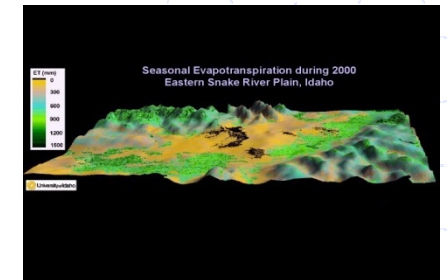 Seasonal Evapotranspiration during 2000
Eastern Snake River Plain, Idaho
ET (mm)
0
300
600
900
1200
1500
University of Idaho